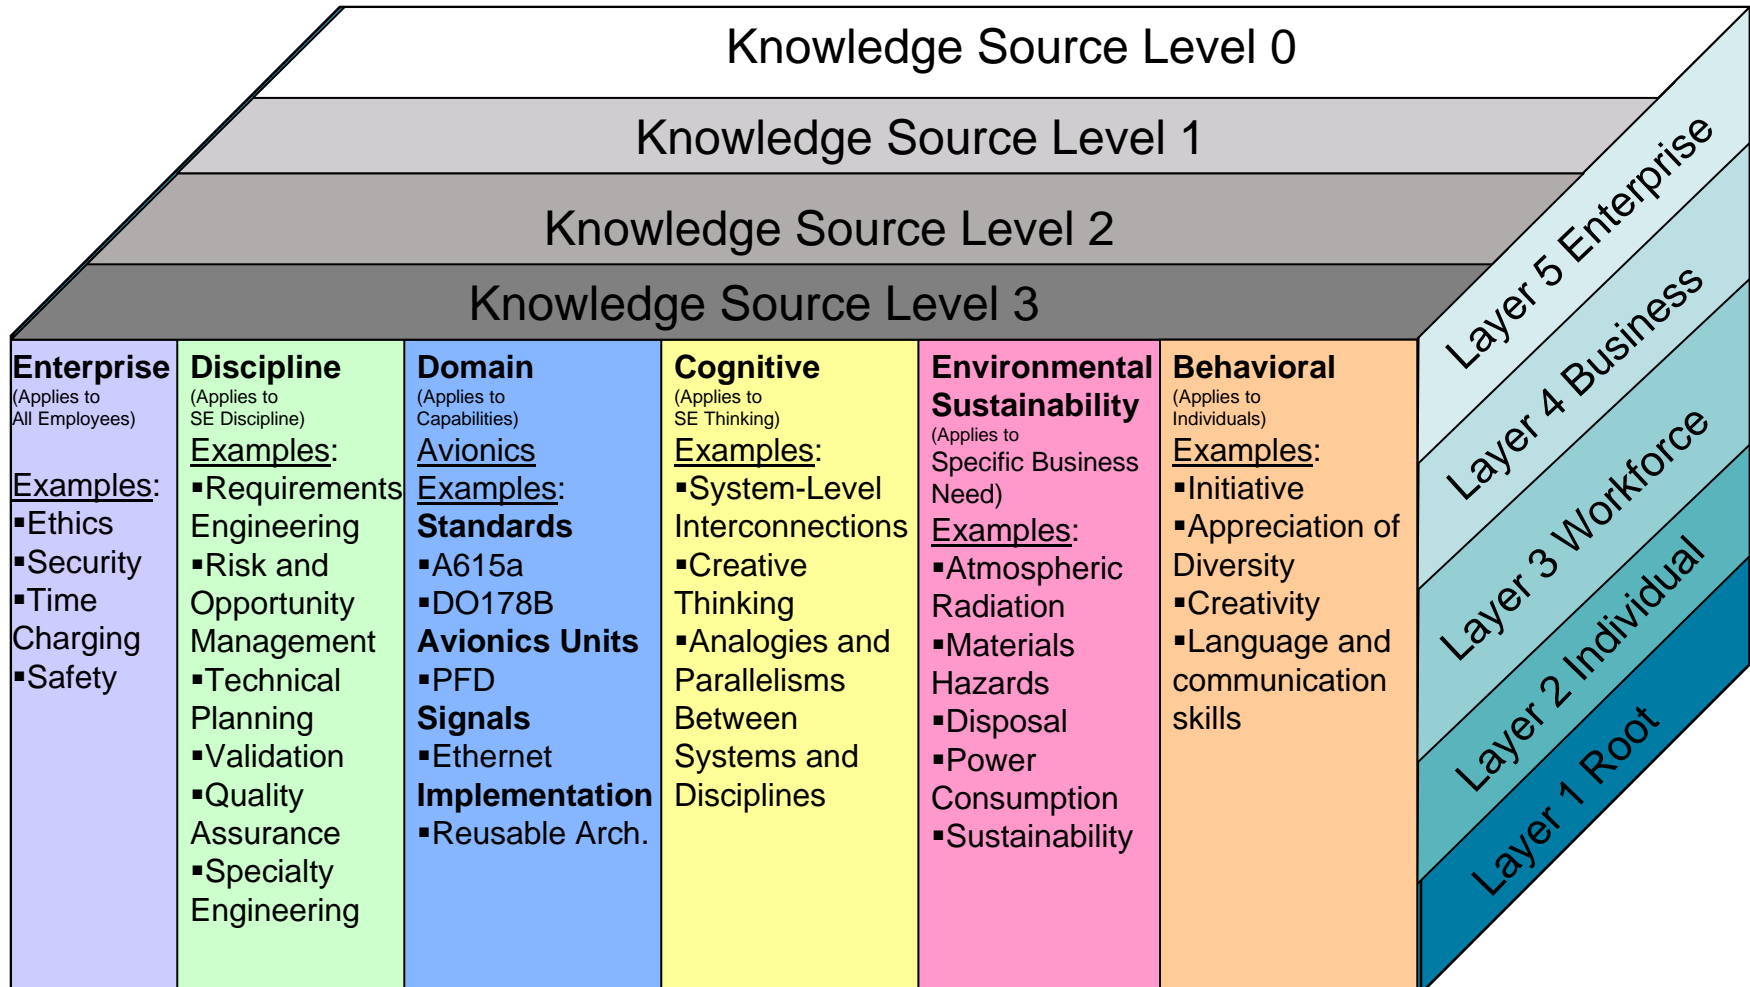 Knowledge Source Level 0
Knowledge Source Level 1
Knowledge Source Level 2
Knowledge Source Level 3
Enterprise
(Applies to
All Employees)
Examples:
▪Ethics
▪Security
▪Time
Charging
▪Safety
Discipline
(Applies to
SE Discipline)
Examples:
▪Requirements
Engineering
▪Risk and
Opportunity
Management
▪Technical
Planning
▪Validation
▪Quality
Assurance
▪Specialty
Engineering
Domain
(Applies to
Capabilities)
Avionics
Examples:
Standards
▪A615a
▪DO178B
Avionics Units
▪PFD
Signals
▪Ethernet
Implementation
▪Reusable Arch.
Cognitive
(Applies to
SE Thinking)
Examples:
▪System-Level
Interconnections
▪Creative
Thinking
▪Analogies and
Parallelisms
Between
Systems and
Disciplines
Environmental
Sustainability
(Applies to
Specific Business
Need)
Examples:
▪Atmospheric
Radiation
▪Materials
Hazards
▪Disposal
▪Power
Consumption
▪Sustainability
Behavioral
(Applies to
Individuals)
Examples:
▪Initiative
▪Appreciation of
Diversity
▪Creativity
▪Language and
communication
skills
Layer 5 Enterprise
Layer 4 Business
Layer 3 Workforce
Layer 2 Individual
Layer 1 Root